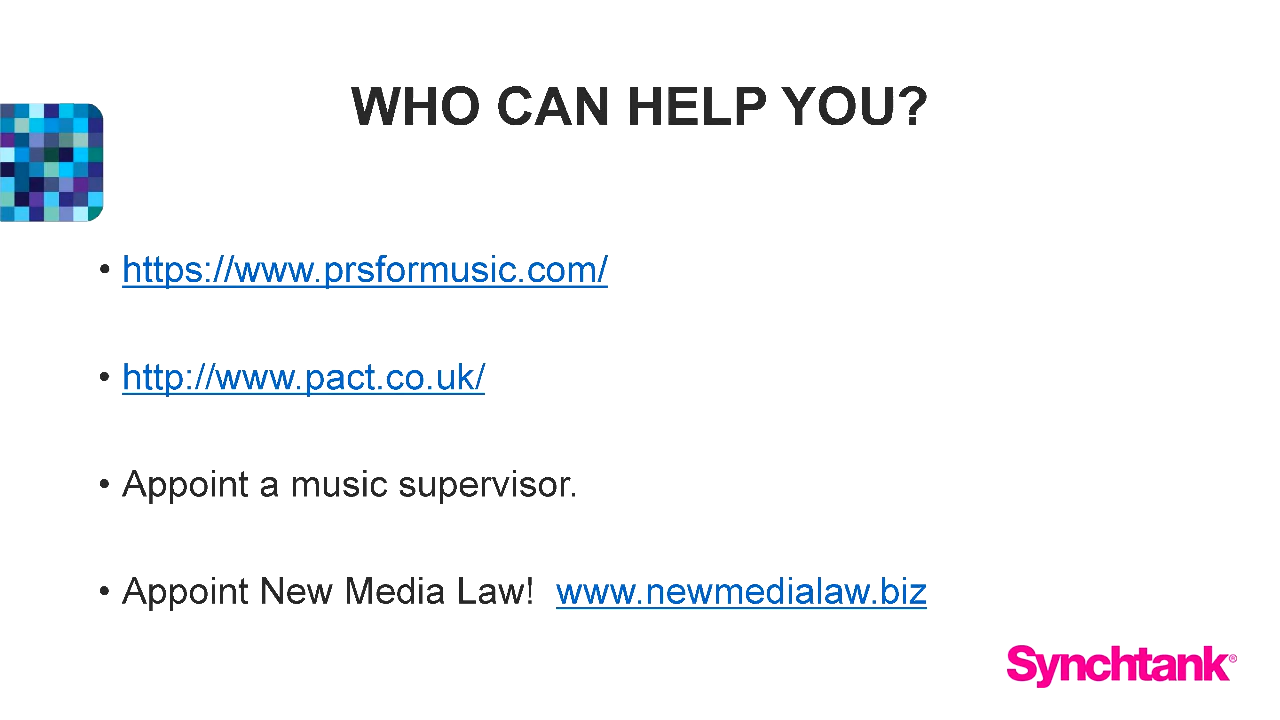 WHO CAN HELP YOU?
• https://www.prsformusic.com/
• http://www.pact.co.uk/
• Appoint a music supervisor.
• Appoint New Media Law!  www.newmedialaw.biz
Synchtank®